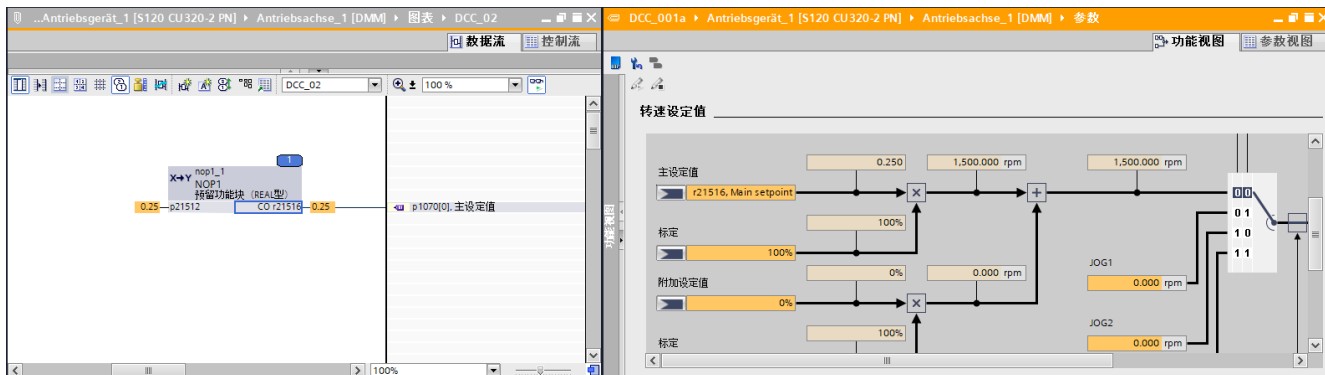 ...Antriebsgerät_1 [S120 CU320-2 PN] ▸ Antriebsachse_1 [DMM] ▸ 图表 ▸ DCC_02
数据流 控制流
DCC_02 100 %
1
X→Y nop1_1
NOP1
预留功能块 (REAL型)
0.25 p21512 CO r21516 0.25 p1070[0], 主设定值
100%
DCC_001a ▸ Antriebsgerät_1 [S120 CU320-2 PN] ▸ Antriebsachse_1 [DMM] ▸ 参数
功能视图 参数视图
转速设定值
主设定值 0.250 1,500.000 rpm 1,500.000 rpm
r21516, Main setpoint
0 0
0 1
1 0
1 1
标定 100%
100%
JOG1
附加设定值 0% 0.000 rpm 0.000 rpm
0%
JOG2
标定 100% 0.000 rpm
功能视图